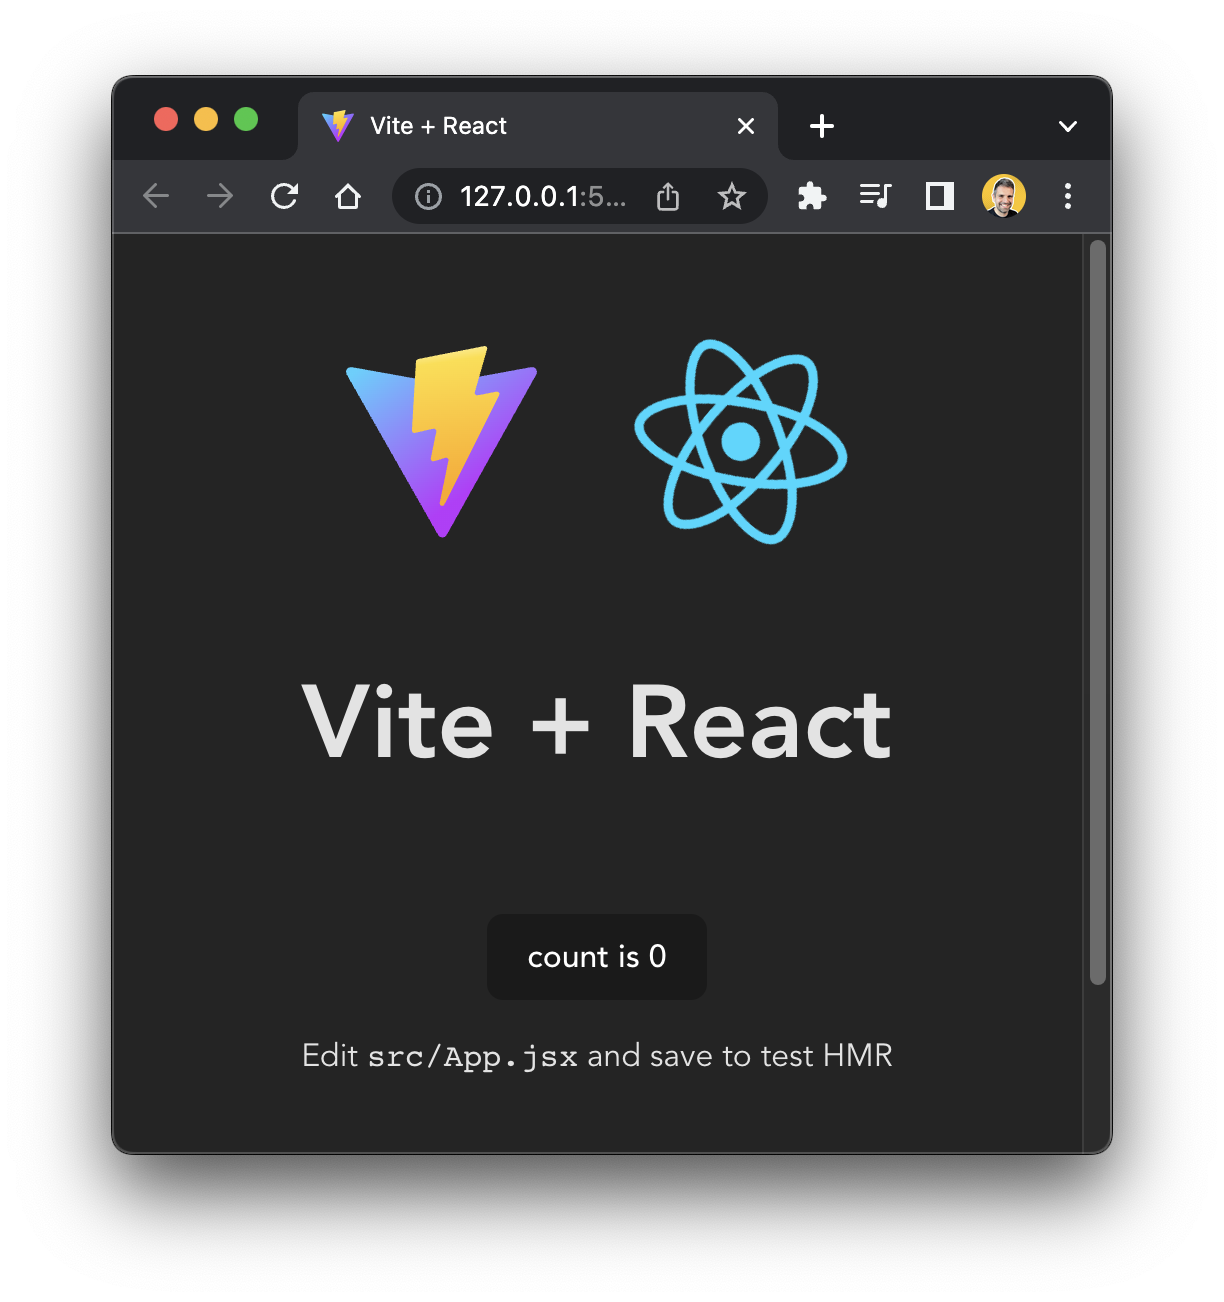 Vite + React
127.0.0.1:5...
Vite + React
count is 0
Edit src/App.jsx and save to test HMR